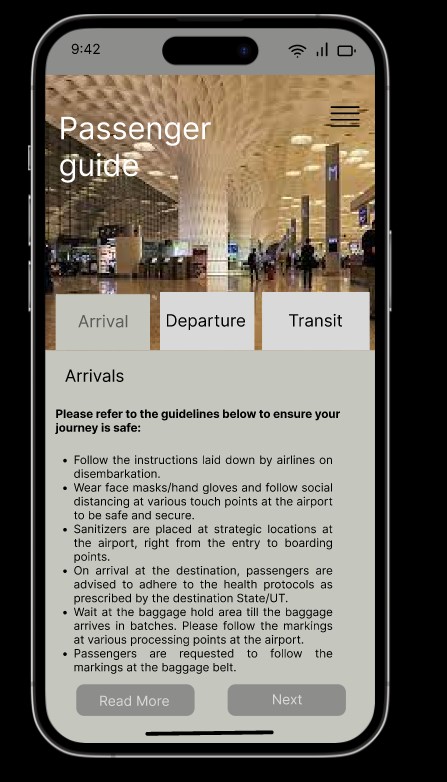 9:42
Passenger
guide
M
Arrival
Departure
Transit
Arrivals
Please refer to the guidelines below to ensure your
journey is safe:
• Follow the instructions laid down by airlines on
disembarkation.
• Wear face masks/hand gloves and follow social
distancing at various touch points at the airport
to be safe and secure.
• Sanitizers are placed at strategic locations at
the airport, right from the entry to boarding
points.
• On arrival at the destination, passengers are
advised to adhere to the health protocols as
prescribed by the destination State/UT.
• Wait at the baggage hold area till the baggage
arrives in batches. Please follow the markings
at various processing points at the airport.
• Passengers are requested to follow the
markings at the baggage belt.
Read More
Next